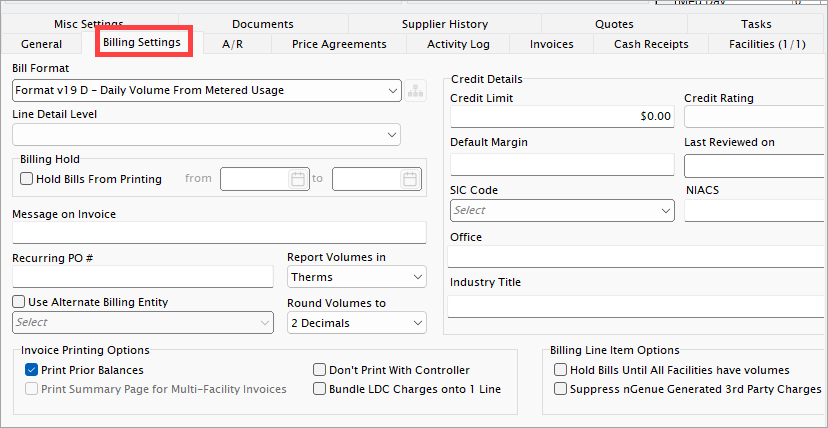 Misc Settings Documents Supplier History Quotes Tasks
General Billing Settings A/R Price Agreements Activity Log Invoices Cash Receipts Facilities (1/1)
Bill Format
Format v19 D - Daily Volume From Metered Usage
Line Detail Level
Billing Hold
Hold Bills From Printing from to
Message on Invoice
Recurring PO # Report Volumes in
Therms
Use Alternate Billing Entity Round Volumes to
Select 2 Decimals
Credit Details
Credit Limit Credit Rating
$0.00
Default Margin Last Reviewed on
SIC Code NIACS
Select
Office
Industry Title
Invoice Printing Options
Print Prior Balances Don't Print With Controller
Print Summary Page for Multi-Facility Invoices Bundle LDC Charges onto 1 Line
Billing Line Item Options
Hold Bills Until All Facilities have volumes
Suppress nGenue Generated 3rd Party Charges